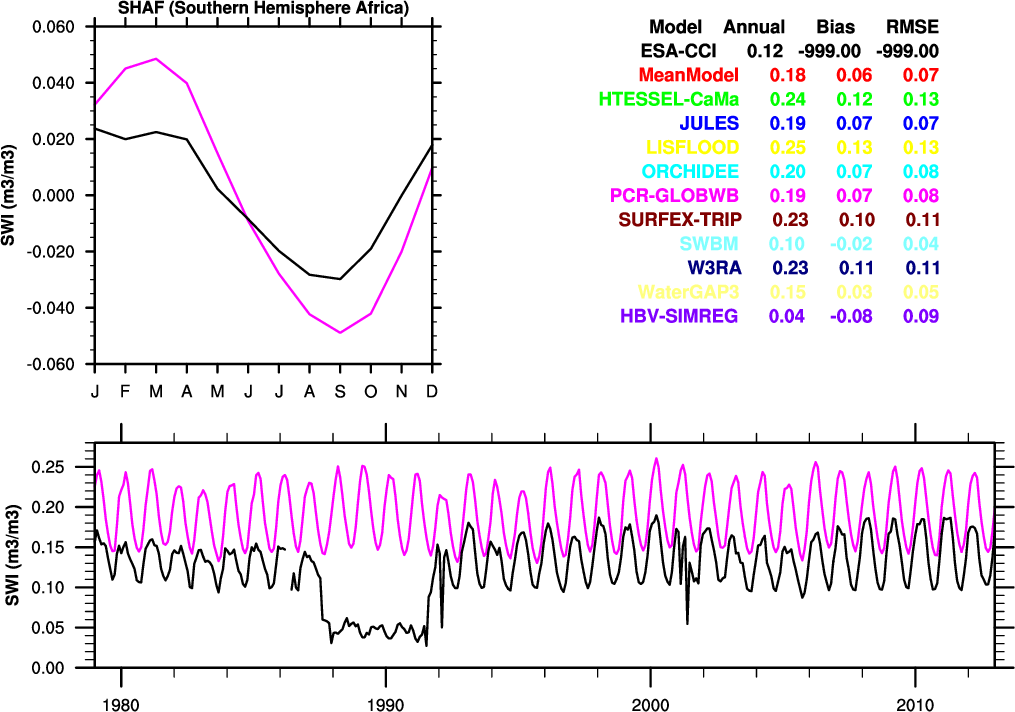 SHAF (Southern Hemisphere Africa)
SWI (m3/m3)
0.060
0.040
0.020
0.000
-0.020
-0.040
-0.060
J F M A M J J A S O N D
Model Annual Bias RMSE
ESA-CCI 0.12 -999.00 -999.00
MeanModel 0.18 0.06 0.07
HTESSEL-CaMa 0.24 0.12 0.13
JULES 0.19 0.07 0.07
LISFLOOD 0.25 0.13 0.13
ORCHIDEE 0.20 0.07 0.08
PCR-GLOBWB 0.19 0.07 0.08
SURFEX-TRIP 0.23 0.10 0.11
SWBM 0.10 -0.02 0.04
W3RA 0.23 0.11 0.11
WaterGAP3 0.15 0.03 0.05
HBV-SIMREG 0.04 -0.08 0.09
SWI (m3/m3)
0.25
0.20
0.15
0.10
0.05
0.00
1980 1990 2000 2010